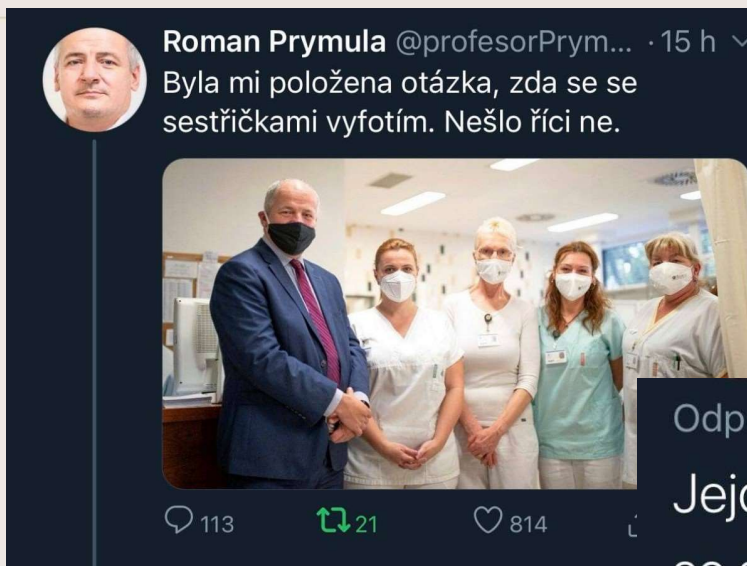 Roman Prymula @profesorPrym... · 15 h
Byla mi položena otázka, zda se se
sestřičkami vyfotím. Nešlo říci ne.
113 21 814
Odp
Jejd